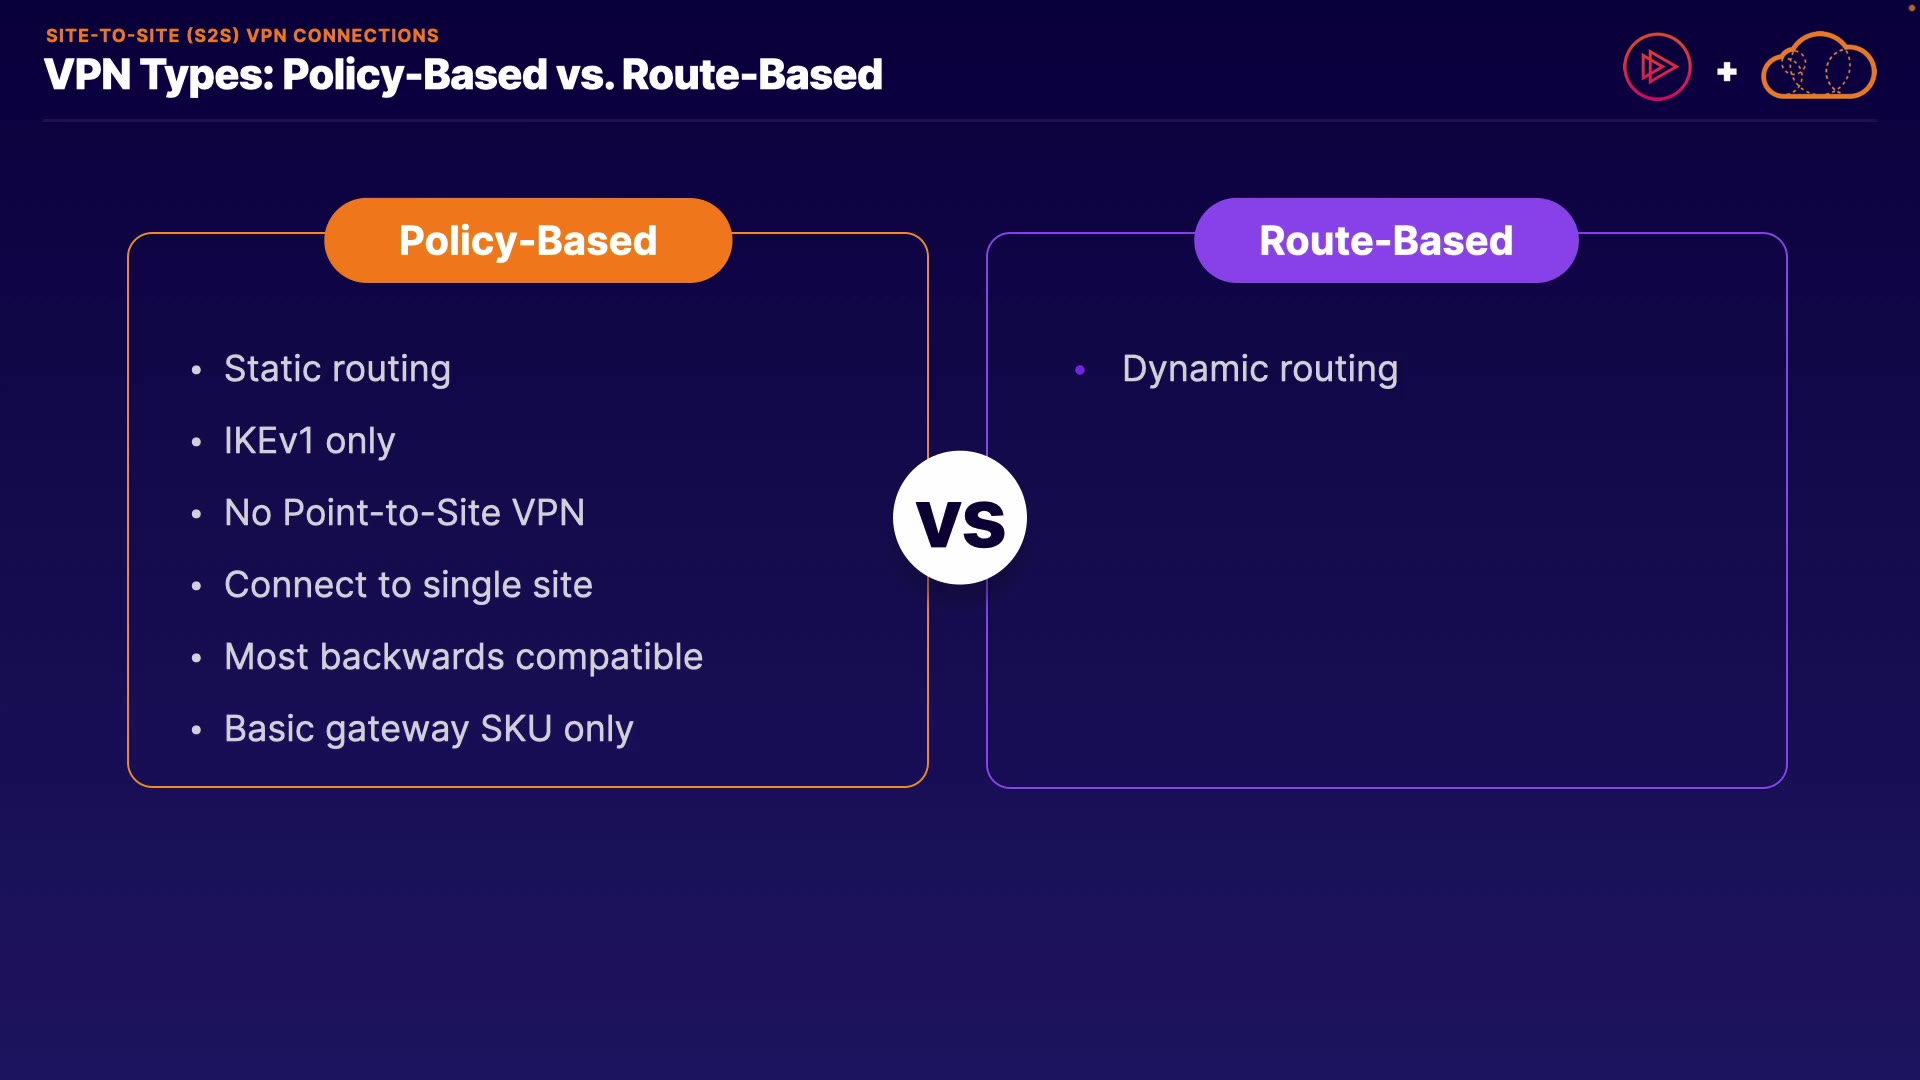 SITE-TO-SITE (S2S) VPN CONNECTIONS
VPN Types: Policy-Based vs. Route-Based
+
Policy-Based
• Static routing
• IKEv1 only
• No Point-to-Site VPN
• Connect to single site
• Most backwards compatible
• Basic gateway SKU only
vs
Route-Based
• Dynamic routing